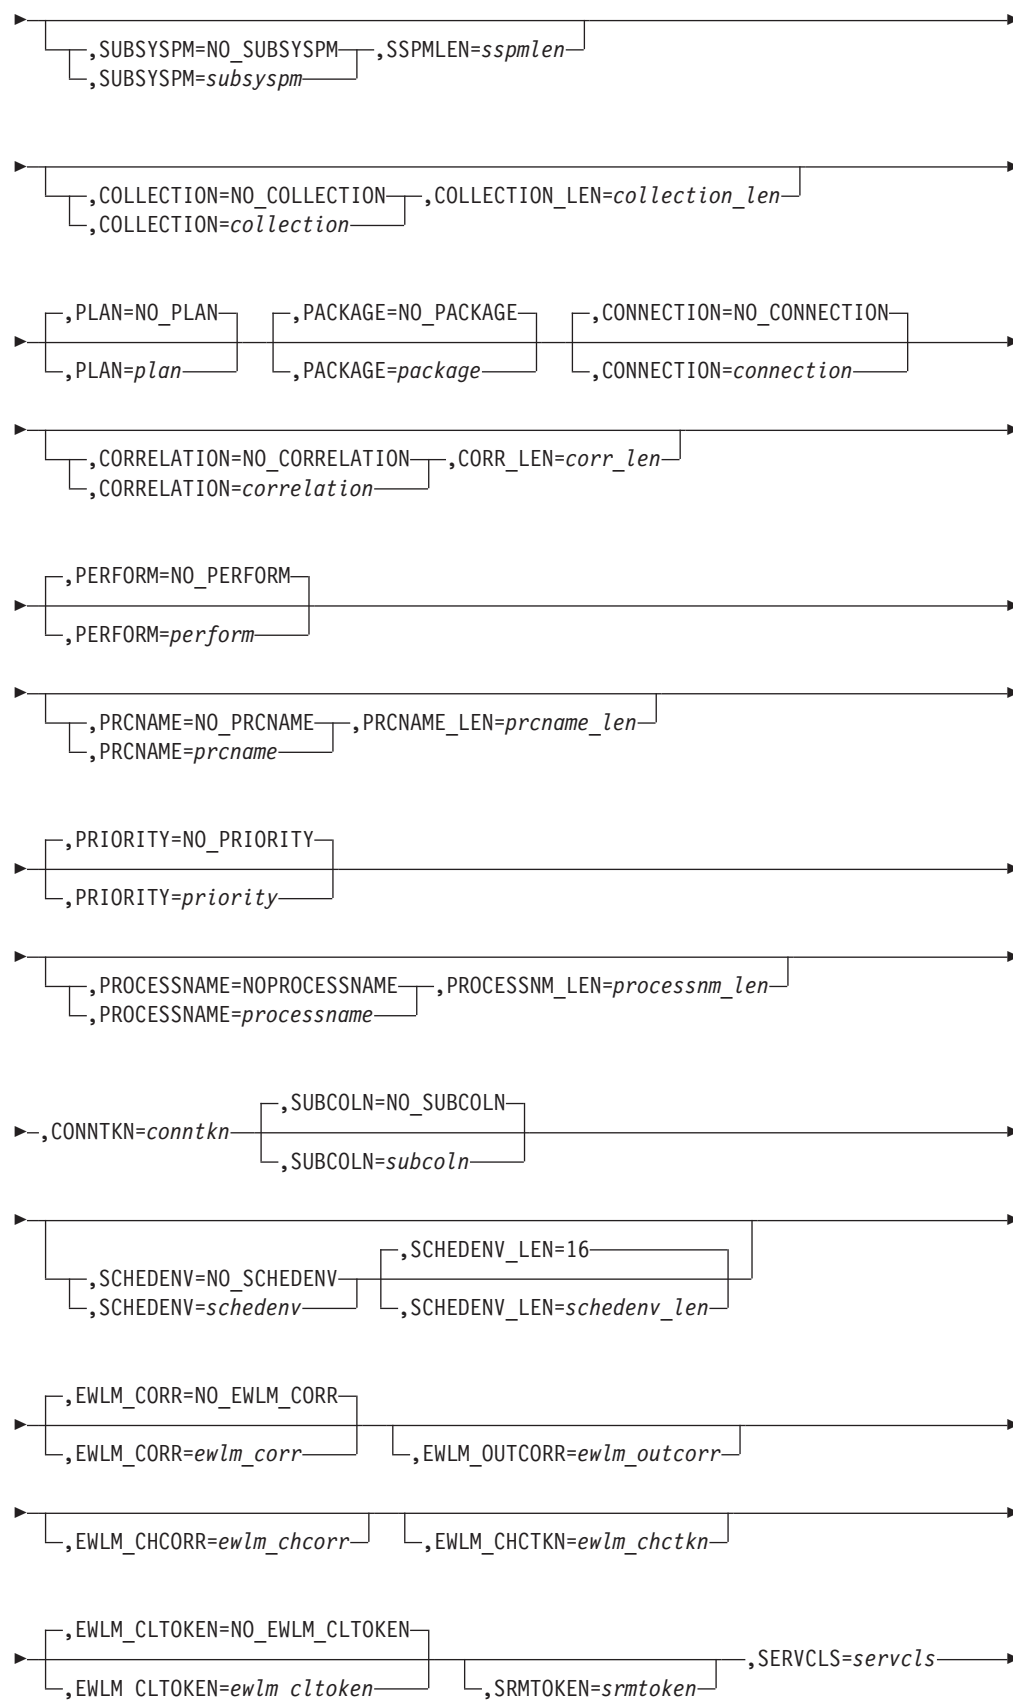 ,SUBSYSPM=NO_SUBSYSPM ,SSPMLEN=sspmlen
,SUBSYSPM=subsyspm
,COLLECTION=NO_COLLECTION ,COLLECTION_LEN=collection_len
,COLLECTION=collection
,PLAN=NO_PLAN ,PACKAGE=NO_PACKAGE ,CONNECTION=NO_CONNECTION
,PLAN=plan ,PACKAGE=package ,CONNECTION=connection
,CORRELATION=NO_CORRELATION ,CORR_LEN=corr_len
,CORRELATION=correlation
,PERFORM=NO_PERFORM
,PERFORM=perform
,PRCNAME=NO_PRCNAME ,PRCNAME_LEN=prcname_len
,PRCNAME=prcname
,PRIORITY=NO_PRIORITY
,PRIORITY=priority
,PROCESSNAME=NOPROCESSNAME ,PROCESSNM_LEN=processnm_len
,PROCESSNAME=processname
,SUBCOLN=NO_SUBCOLN
,CONNTKN=conntkn
,SUBCOLN=subcoln
,SCHEDENV_LEN=16
,SCHEDENV=NO_SCHEDENV
,SCHEDENV=schedenv ,SCHEDENV_LEN=schedenv_len
,EWLM_CORR=NO_EWLM_CORR
,EWLM_CORR=ewlm_corr ,EWLM_OUTCORR=ewlm_outcorr
,EWLM_CHCORR=ewlm_chcorr ,EWLM_CHCTKN=ewlm_chctkn
,EWLM_CLTOKEN=NO_EWLM_CLTOKEN
,SERVCLS=servcls
,EWLM_CLTOKEN=ewlm_cltoken ,SRMTOKEN=srmtoken